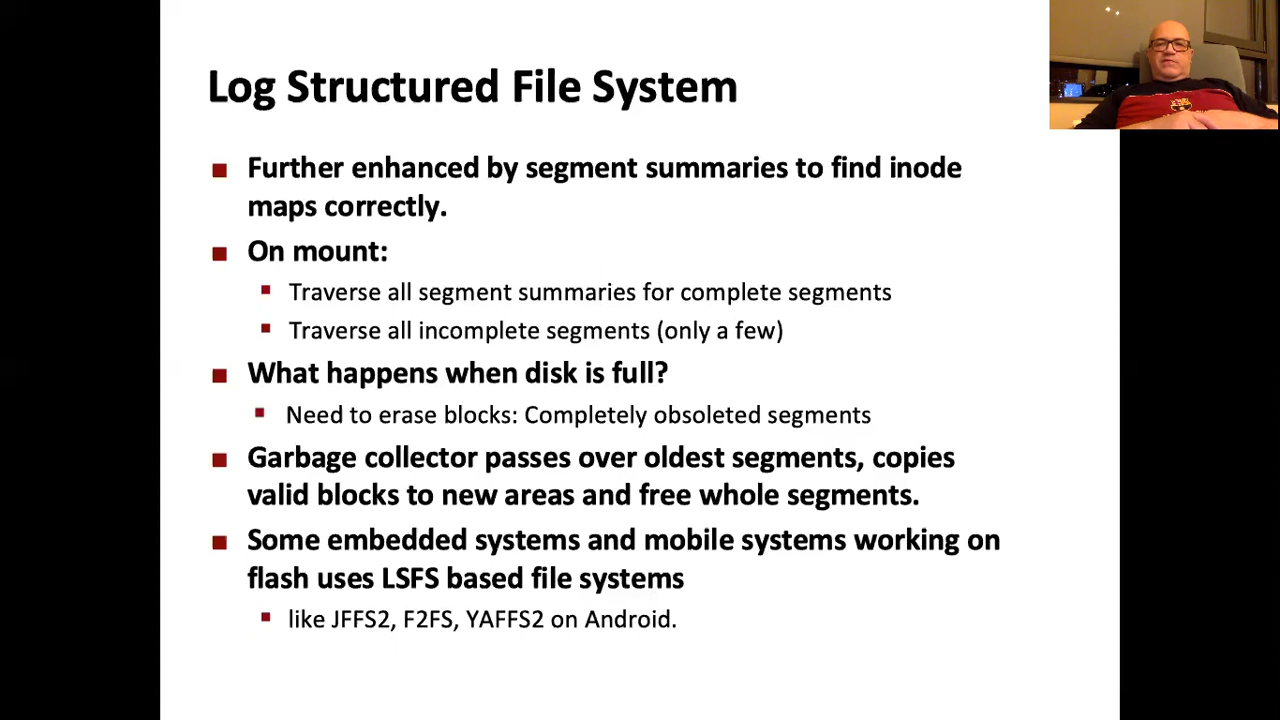 Log Structured File System
Further enhanced by segment summaries to find inode
maps correctly.
On mount:
Traverse all segment summaries for complete segments
Traverse all incomplete segments (only a few)
What happens when disk is full?
Need to erase blocks: Completely obsoleted segments
Garbage collector passes over oldest segments, copies
valid blocks to new areas and free whole segments.
Some embedded systems and mobile systems working on
flash uses LSFS based file systems
like JFFS2, F2FS, YAFFS2 on Android.